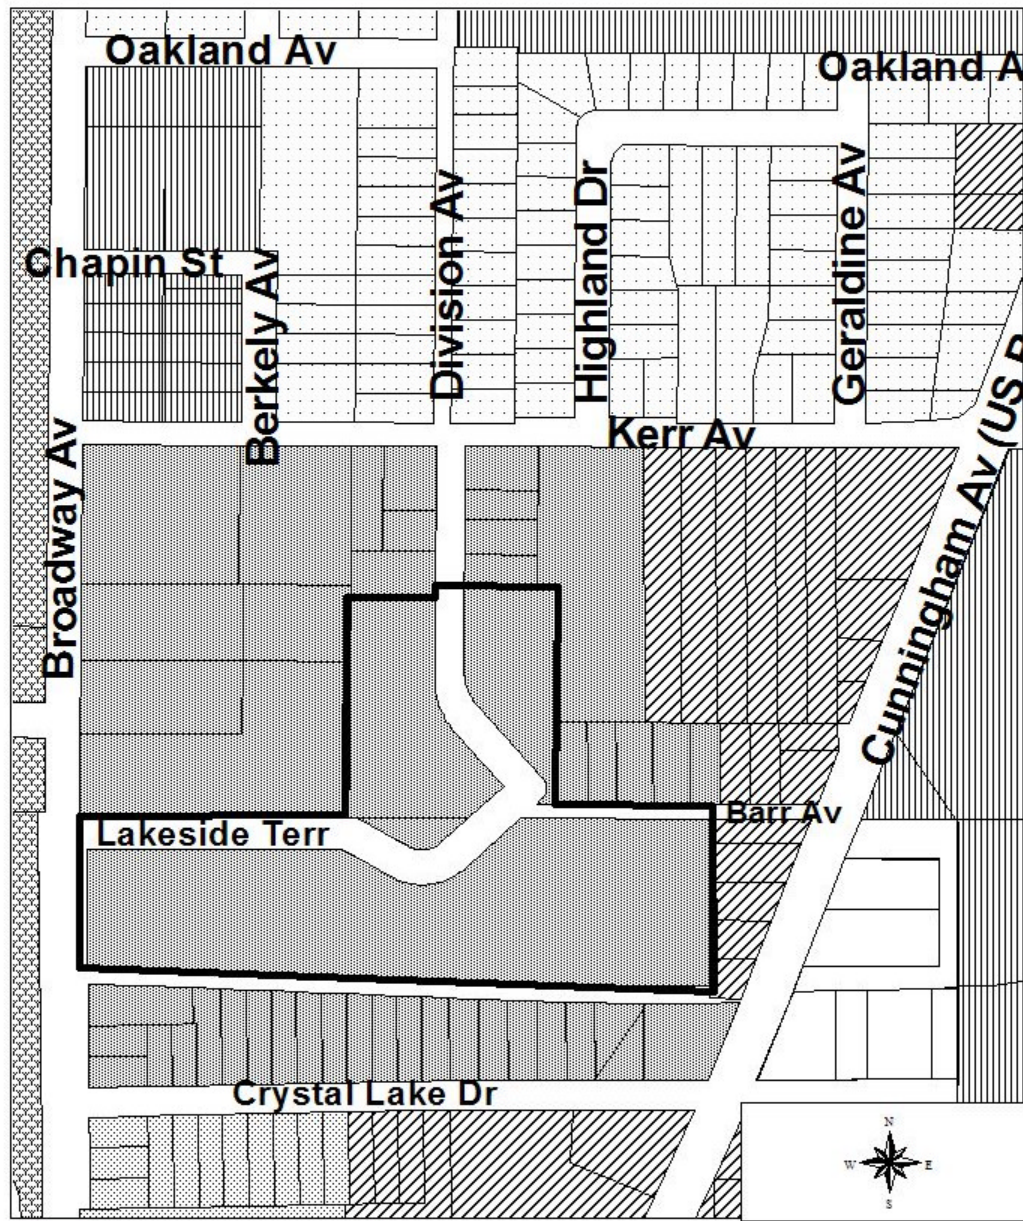 Oakland Av
Oakland A
Chapin St
Berkely Av
Division Av
Highland Dr
Geraldine Av
Kerr Av
Broadway Av
Cunningham Av (US R
Barr Av
Lakeside Terr
Crystal Lake Dr
N
W E
S